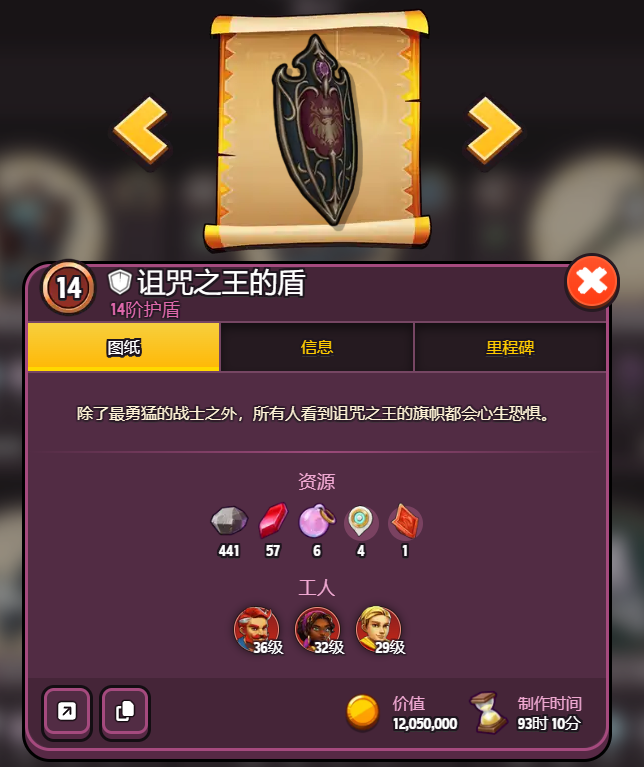 14
诅咒之王的盾
14阶护盾
图纸
信息
里程碑
除了最勇猛的战士之外，所有人看到诅咒之王的旗帜都会心生恐惧。
资源
441
57
6
4
1
工人
36级
32级
29级
价值
12,050,000
制作时间
93时 10分